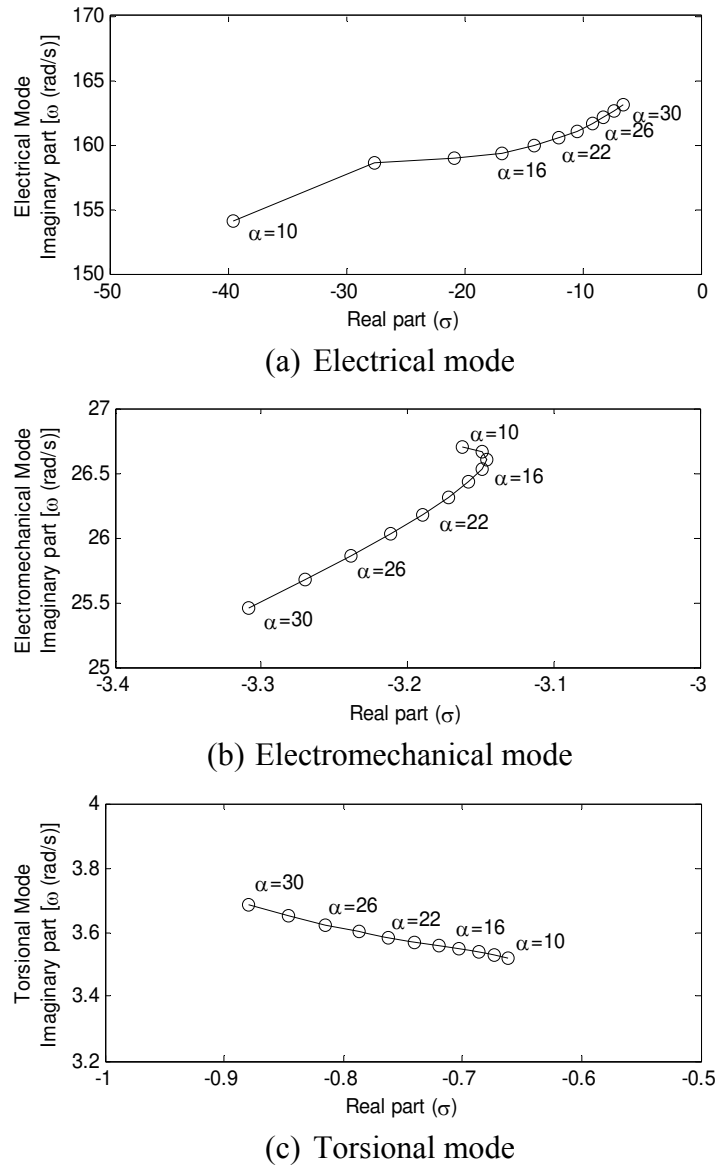 170
165
160
155
150
Electrical Mode
Imaginary part [ω (rad/s)]
α=10
α=16
α=22
α=26
α=30
-50
-40
-30
-20
-10
0
Real part (σ)
(a) Electrical mode
27
26.5
26
25.5
25
Electromechanical Mode
Imaginary part [ω (rad/s)]
α=10
α=16
α=22
α=26
α=30
-3.4
-3.3
-3.2
-3.1
-3
Real part (σ)
(b) Electromechanical mode
4
3.8
3.6
3.4
3.2
Torsional Mode
Imaginary part [ω (rad/s)]
α=30
α=26
α=22
α=16
α=10
-1
-0.9
-0.8
-0.7
-0.6
-0.5
Real part (σ)
(c) Torsional mode